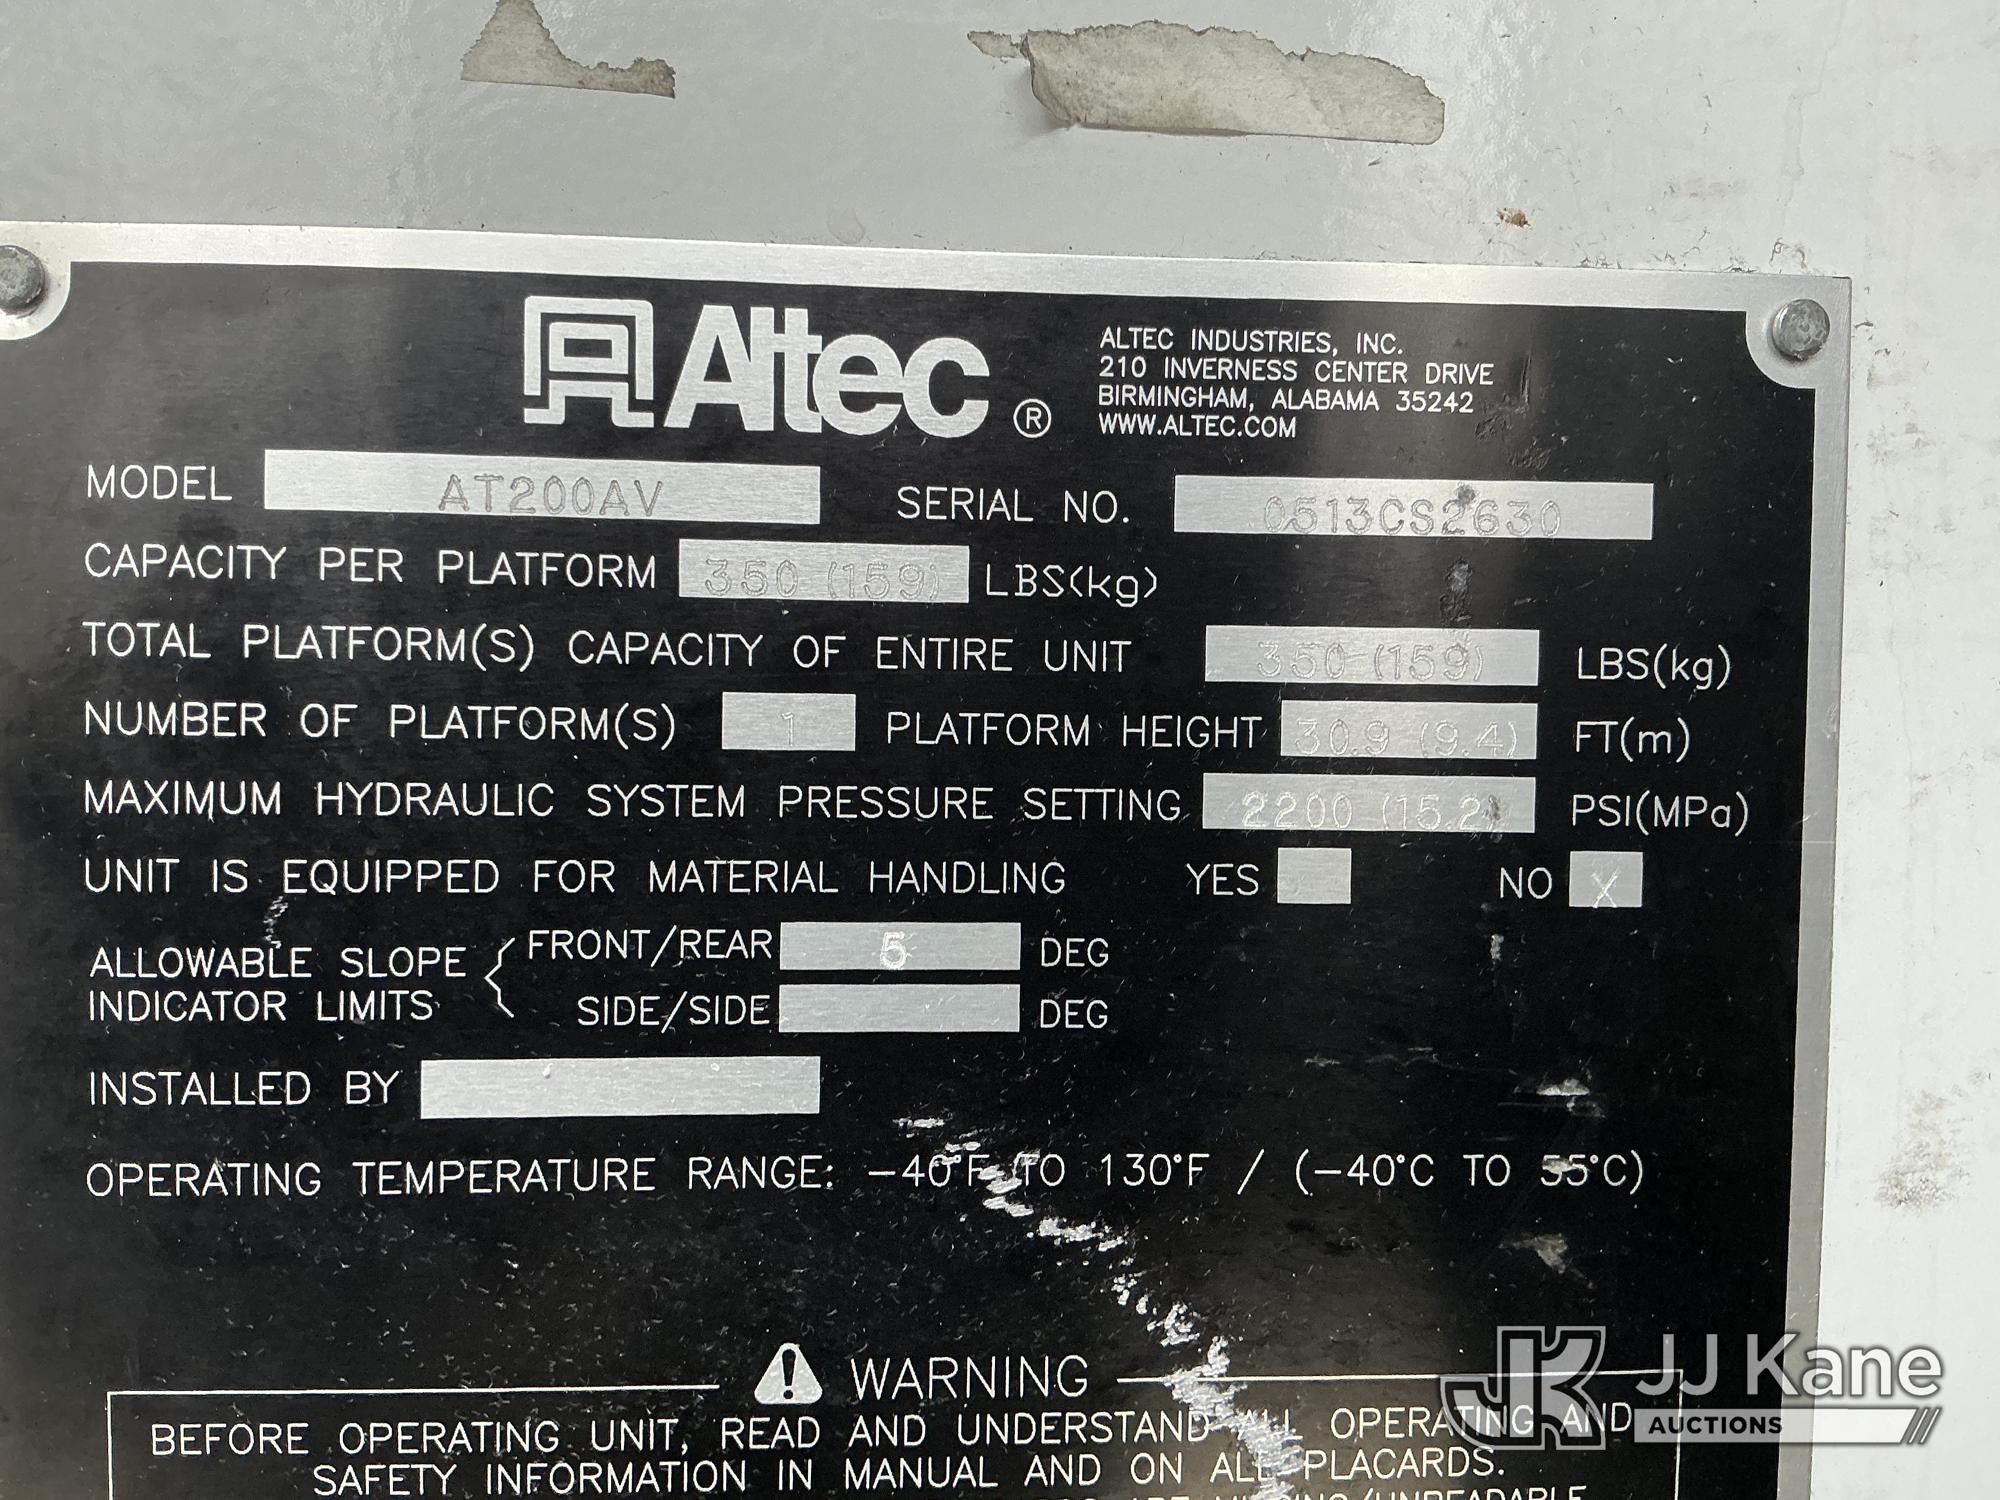 Altec ®
ALTEC INDUSTRIES, INC.
210 INVERNESS CENTER DRIVE
BIRMINGHAM, ALABAMA 35242
WWW.ALTEC.COM
MODEL AT200AV SERIAL NO. 0513CS2630
CAPACITY PER PLATFORM 350 (159) LBS(kg)
TOTAL PLATFORM(S) CAPACITY OF ENTIRE UNIT 350 (159) LBS(kg)
NUMBER OF PLATFORM(S) 1 PLATFORM HEIGHT 30.9 (9.4) FT(m)
MAXIMUM HYDRAULIC SYSTEM PRESSURE SETTING 2200 (15.2) PSI(MPa)
UNIT IS EQUIPPED FOR MATERIAL HANDLING YES NO X
ALLOWABLE SLOPE INDICATOR LIMITS
FRONT/REAR 5 DEG
SIDE/SIDE DEG
INSTALLED BY
OPERATING TEMPERATURE RANGE: -40°F TO 130°F / (-40°C TO 55°C)
WARNING
BEFORE OPERATING UNIT, READ AND UNDERSTAND ALL OPERATING AND
SAFETY INFORMATION IN MANUAL AND ON ALL PLACARDS.
JJ Kane
AUCTIONS